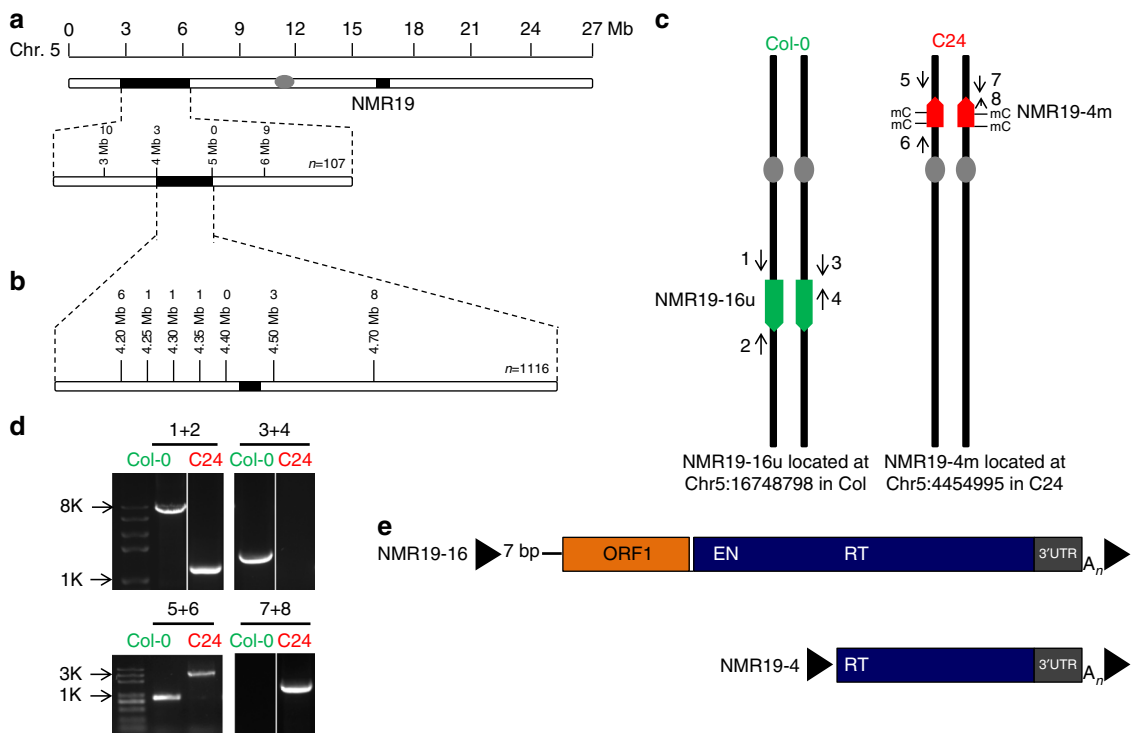 a
0 3 6 9 12 15 18 21 24 27 Mb
Chr. 5
NMR19
10 3 0 9
3 Mb 4 Mb 5 Mb 6 Mb
n=107
b
6 1 1 1 0 3 8
4.20 Mb 4.25 Mb 4.30 Mb 4.35 Mb 4.40 Mb 4.50 Mb 4.70 Mb
n=1116
c
Col-0 C24
5 7
8
mC mC NMR19-4m
mC mC
6
1 3
NMR19-16u 4
2
NMR19-16u located at
Chr5:16748798 in Col
NMR19-4m located at
Chr5:4454995 in C24
d
1+2 3+4
Col-0 C24 Col-0 C24
8K
1K
5+6 7+8
Col-0 C24 Col-0 C24
3K
1K
e
NMR19-16 7 bp ORF1 EN RT 3'UTR An
NMR19-4 RT 3'UTR An